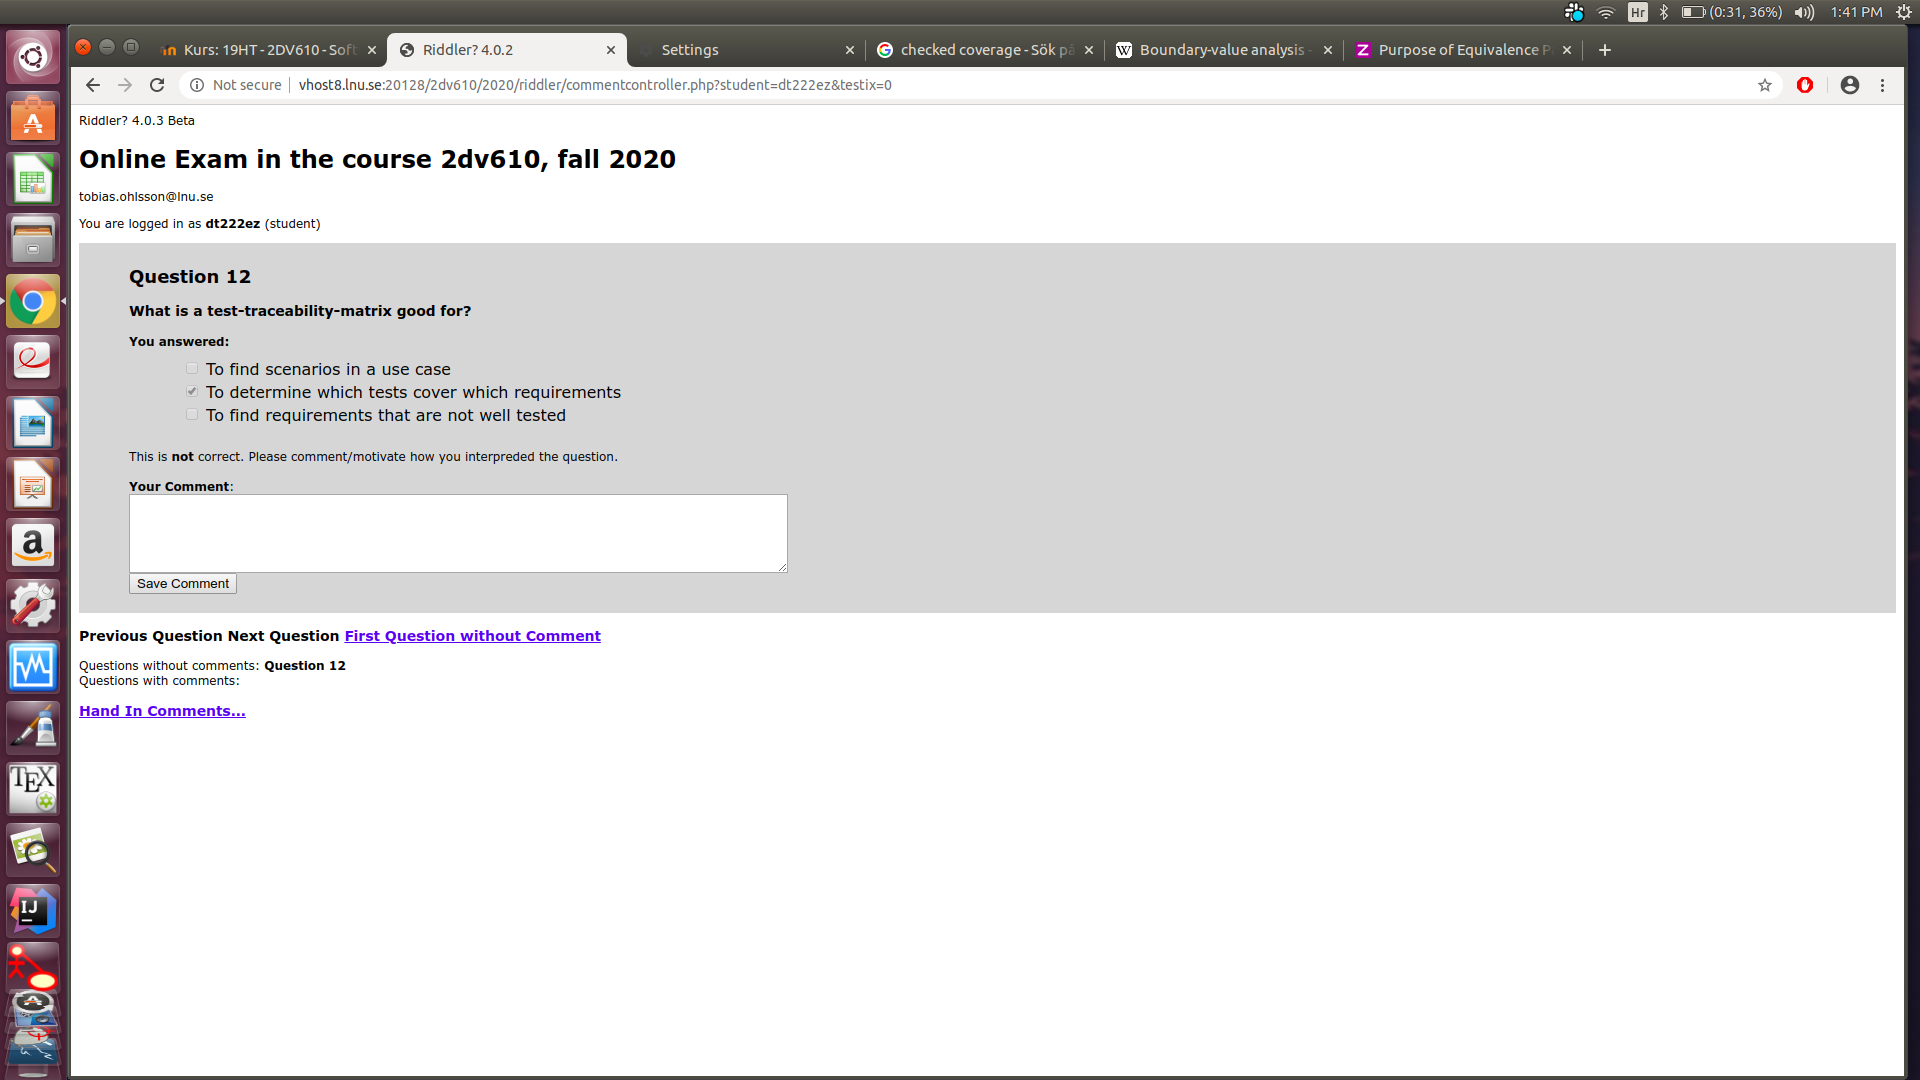 Hr
(0:31, 36%)
1:41 PM
Kurs: 19HT - 2DV610 - Soft
Riddler? 4.0.2
Settings
checked coverage - Sök på
Boundary-value analysis -
Purpose of Equivalence P
Not secure
vhost8.lnu.se:20128/2dv610/2020/riddler/commentcontroller.php?student=dt222ez&testix=0
Riddler? 4.0.3 Beta
Online Exam in the course 2dv610, fall 2020
tobias.ohlsson@lnu.se
You are logged in as dt222ez (student)
Question 12
What is a test-traceability-matrix good for?
You answered:
To find scenarios in a use case
To determine which tests cover which requirements
To find requirements that are not well tested
This is not correct. Please comment/motivate how you interpreded the question.
Your Comment:
Save Comment
Previous Question Next Question First Question without Comment
Questions without comments: Question 12
Questions with comments:
Hand In Comments...
TEX
IJ